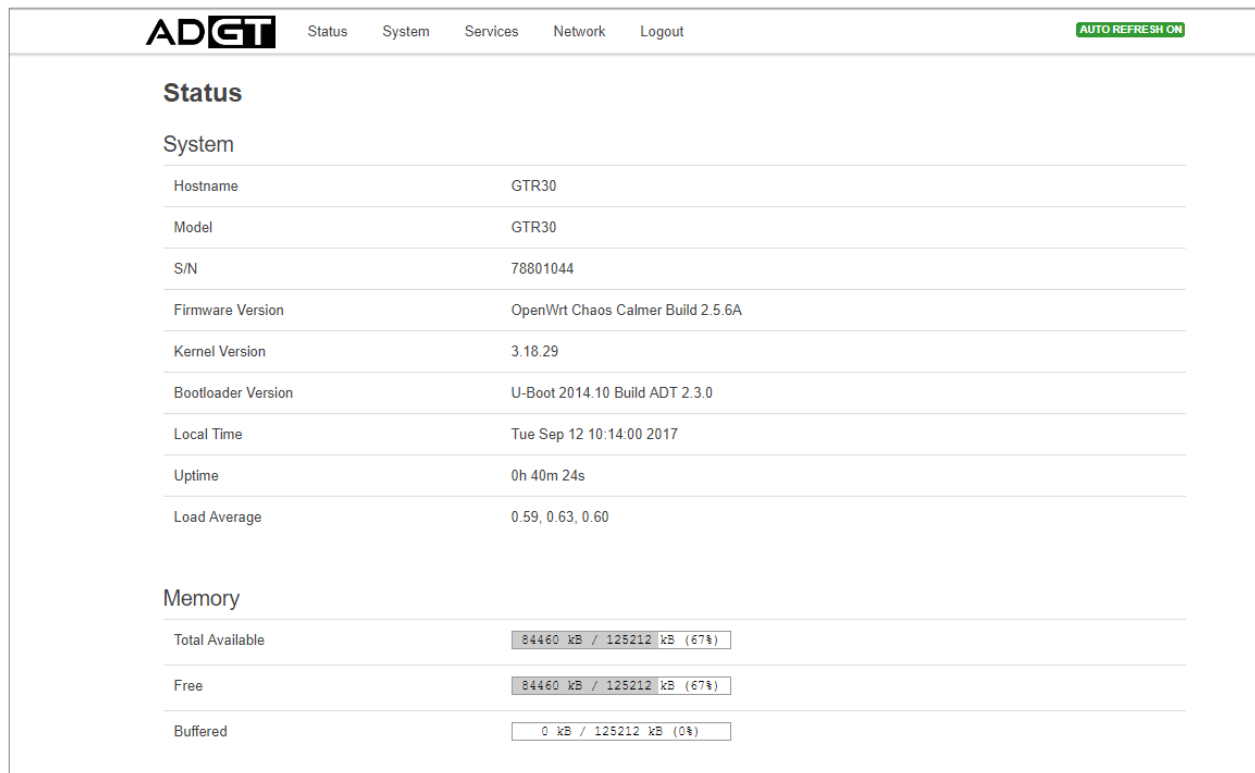 ADGT Status System Services Network Logout AUTO REFRESH ON
Status
System
Hostname GTR30
Model GTR30
S/N 78801044
Firmware Version OpenWrt Chaos Calmer Build 2.5.6A
Kernel Version 3.18.29
Bootloader Version U-Boot 2014.10 Build ADT 2.3.0
Local Time Tue Sep 12 10:14:00 2017
Uptime 0h 40m 24s
Load Average 0.59, 0.63, 0.60
Memory
Total Available 84460 kB / 125212 kB (67%)
Free 84460 kB / 125212 kB (67%)
Buffered 0 kB / 125212 kB (0%)